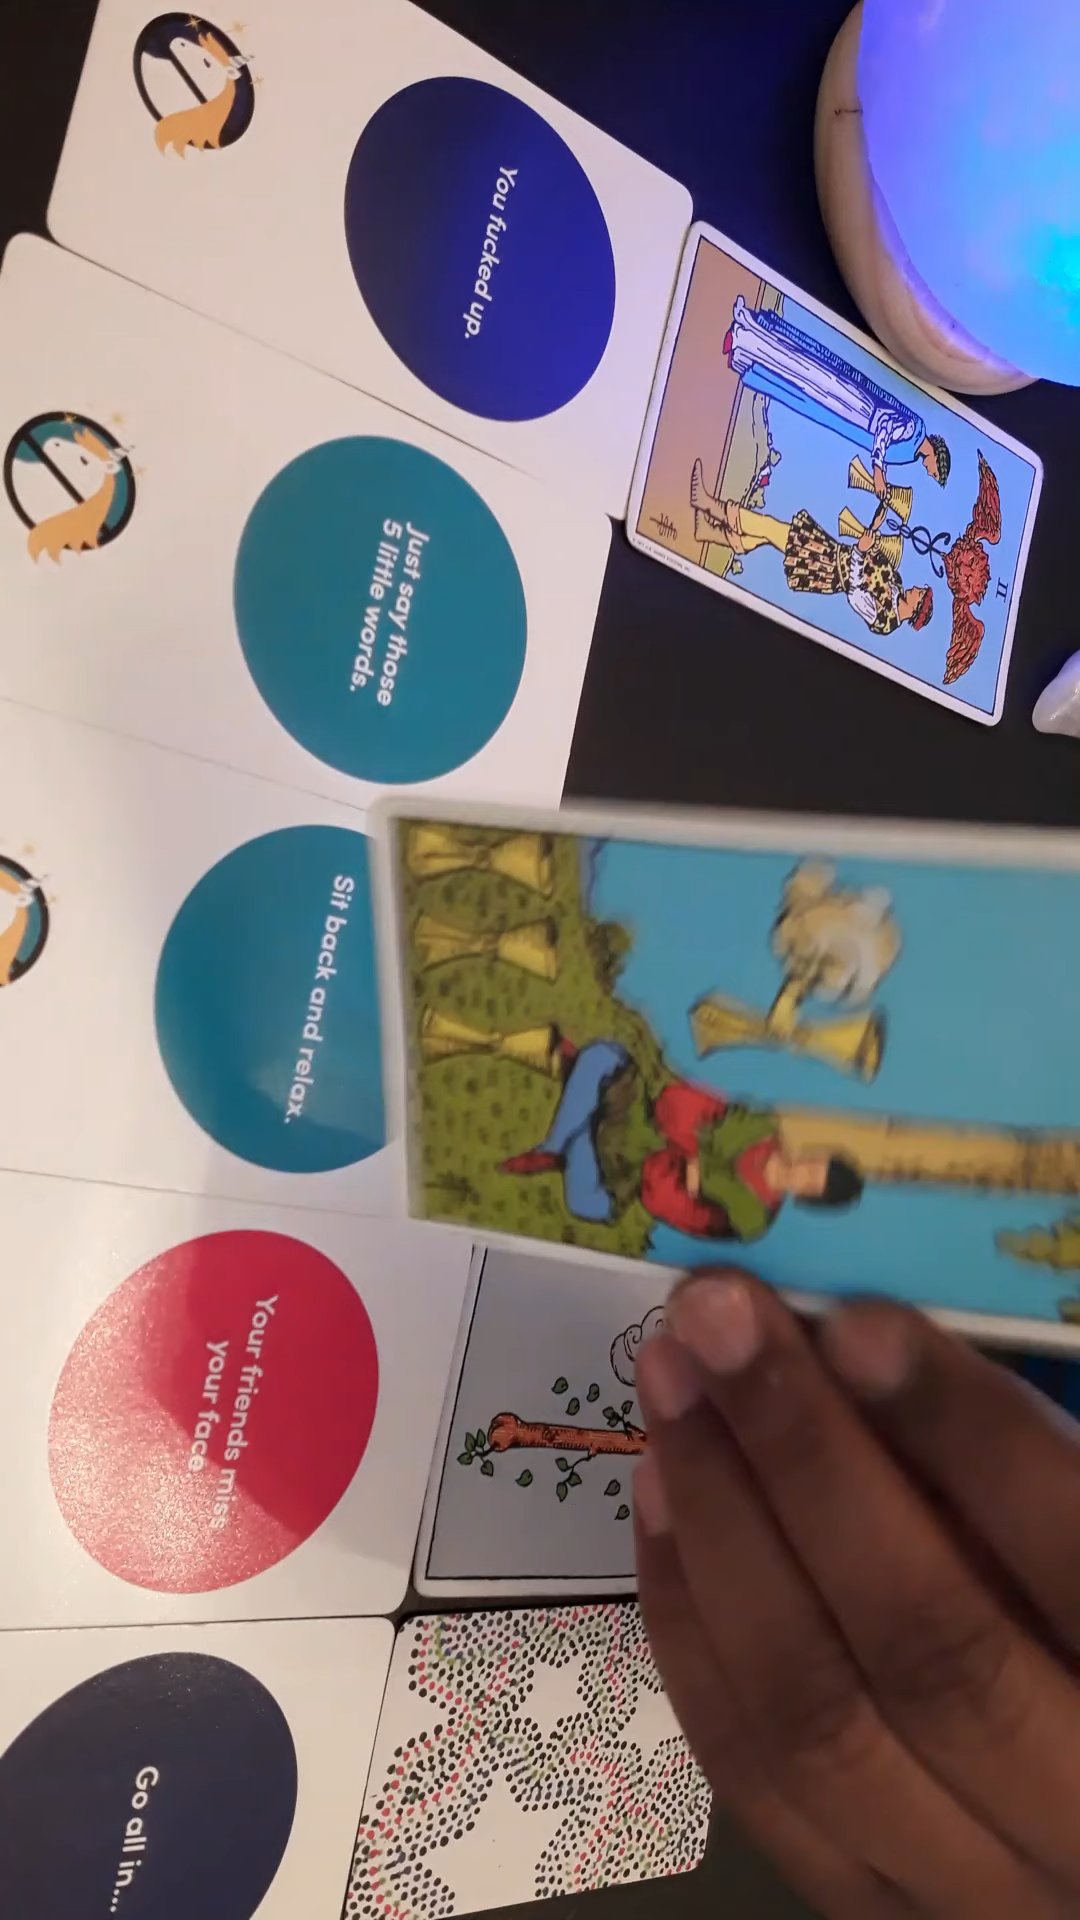 You fucked up.
Just say those
5 little words.
Sit back and relax.
Your friends miss
your face
Go all in...
II